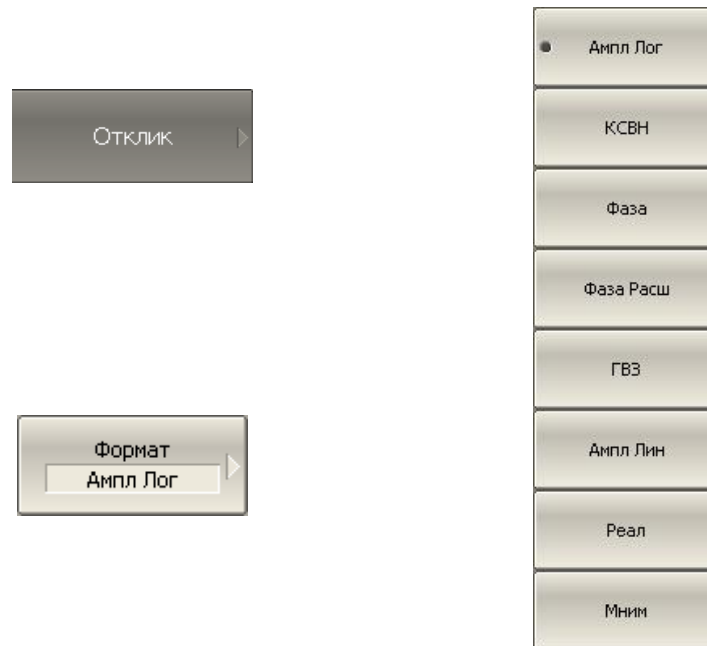 Отклик
Формат
Ампл Лог
Ампл Лог
КСВН
Фаза
Фаза Расш
ГВЗ
Ампл Лин
Реал
Мним